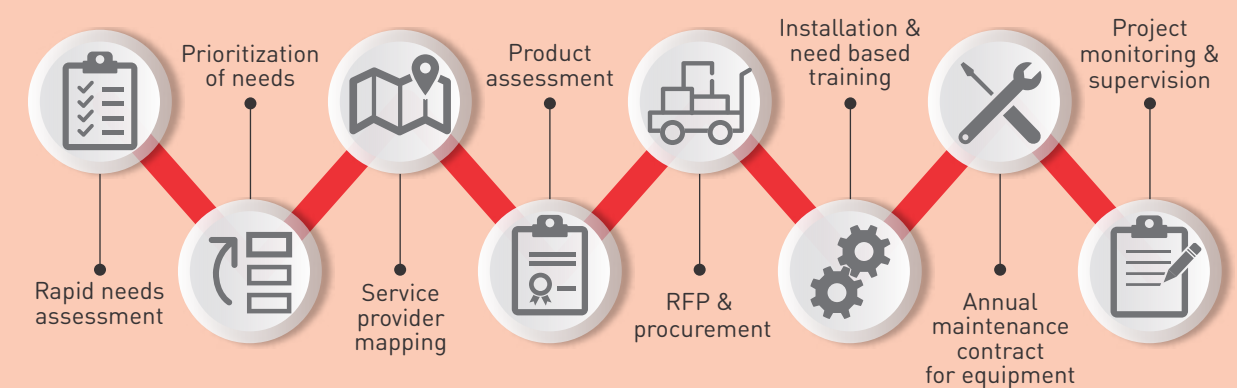 Rapid needs
assessment
Prioritization
of needs
Service
provider
mapping
Product
assessment
RFP &
procurement
Installation &
need based
training
Annual
maintenance
contract
for equipment
Project
monitoring &
supervision